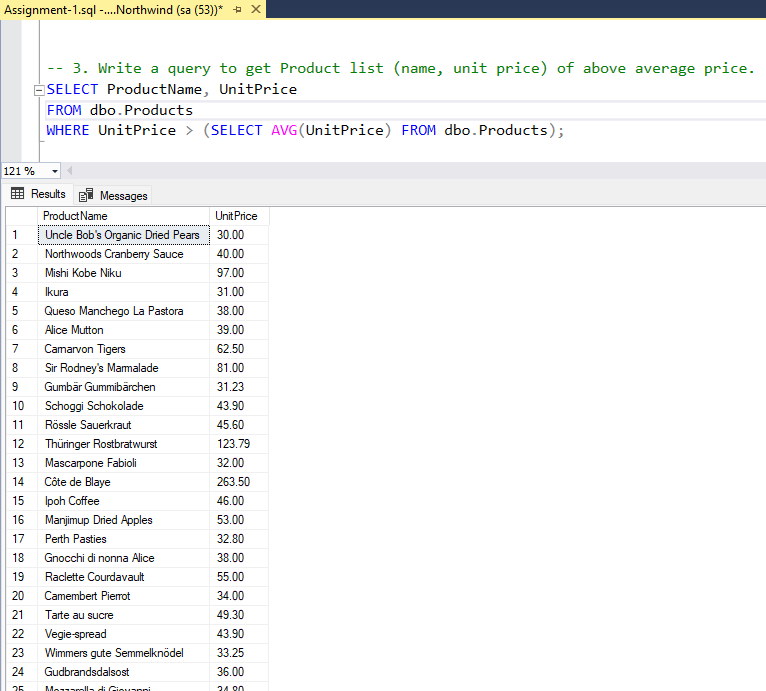 Assignment-1.sql -....Northwind (sa (53))*
-- 3. Write a query to get Product list (name, unit price) of above average price.
SELECT ProductName, UnitPrice
FROM dbo.Products
WHERE UnitPrice > (SELECT AVG(UnitPrice) FROM dbo.Products);
121 %
Results Messages
ProductName UnitPrice
1 Uncle Bob's Organic Dried Pears 30.00
2 Northwoods Cranberry Sauce 40.00
3 Mishi Kobe Niku 97.00
4 Ikura 31.00
5 Queso Manchego La Pastora 38.00
6 Alice Mutton 39.00
7 Carnarvon Tigers 62.50
8 Sir Rodney's Marmalade 81.00
9 Gumbär Gummibärchen 31.23
10 Schoggi Schokolade 43.90
11 Rössle Sauerkraut 45.60
12 Thüringer Rostbratwurst 123.79
13 Mascarpone Fabioli 32.00
14 Côte de Blaye 263.50
15 Ipoh Coffee 46.00
16 Manjimup Dried Apples 53.00
17 Perth Pasties 32.80
18 Gnocchi di nonna Alice 38.00
19 Raclette Courdavault 55.00
20 Camembert Pierrot 34.00
21 Tarte au sucre 49.30
22 Vegie-spread 43.90
23 Wimmers gute Semmelknödel 33.25
24 Gudbrandsdalsost 36.00
25 Mozzarella di Giovanni 34.80